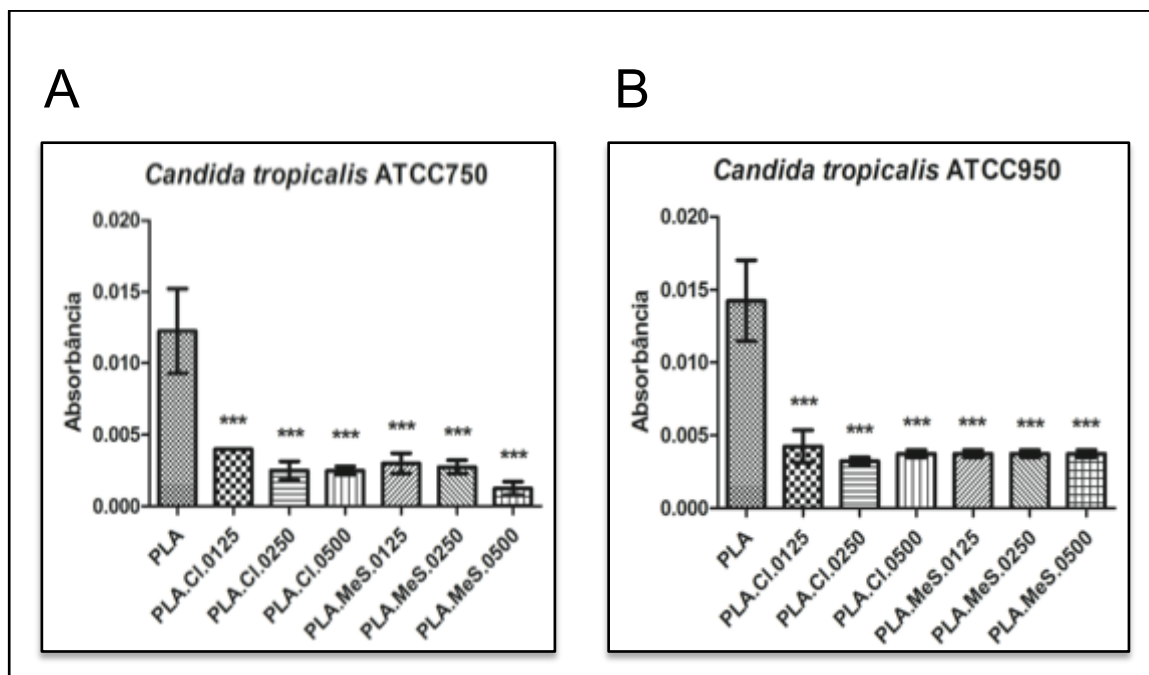 A
Candida tropicalis ATCC750
Absorbância
0.020
0.015
0.010
0.005
0.000
***
***
***
***
***
***
PLA
PLA.Cl.0125
PLA.Cl.0250
PLA.Cl.0500
PLA.MeS.0125
PLA.MeS.0250
PLA.MeS.0500
B
Candida tropicalis ATCC950
Absorbância
0.020
0.015
0.010
0.005
0.000
***
***
***
***
***
***
PLA
PLA.Cl.0125
PLA.Cl.0250
PLA.Cl.0500
PLA.MeS.0125
PLA.MeS.0250
PLA.MeS.0500